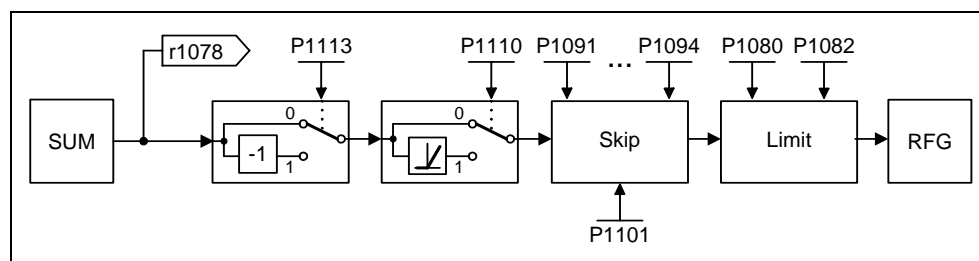 r1078
P1113
P1110
P1091
...
P1094
P1080
P1082
SUM
0
-1
1
0
1
Skip
Limit
RFG
P1101